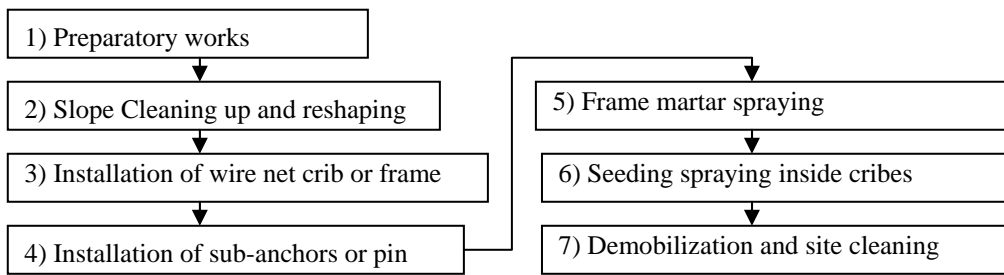 1) Preparatory works
2) Slope Cleaning up and reshaping
3) Installation of wire net crib or frame
4) Installation of sub-anchors or pin
5) Frame martar spraying
6) Seeding spraying inside cribes
7) Demobilization and site cleaning